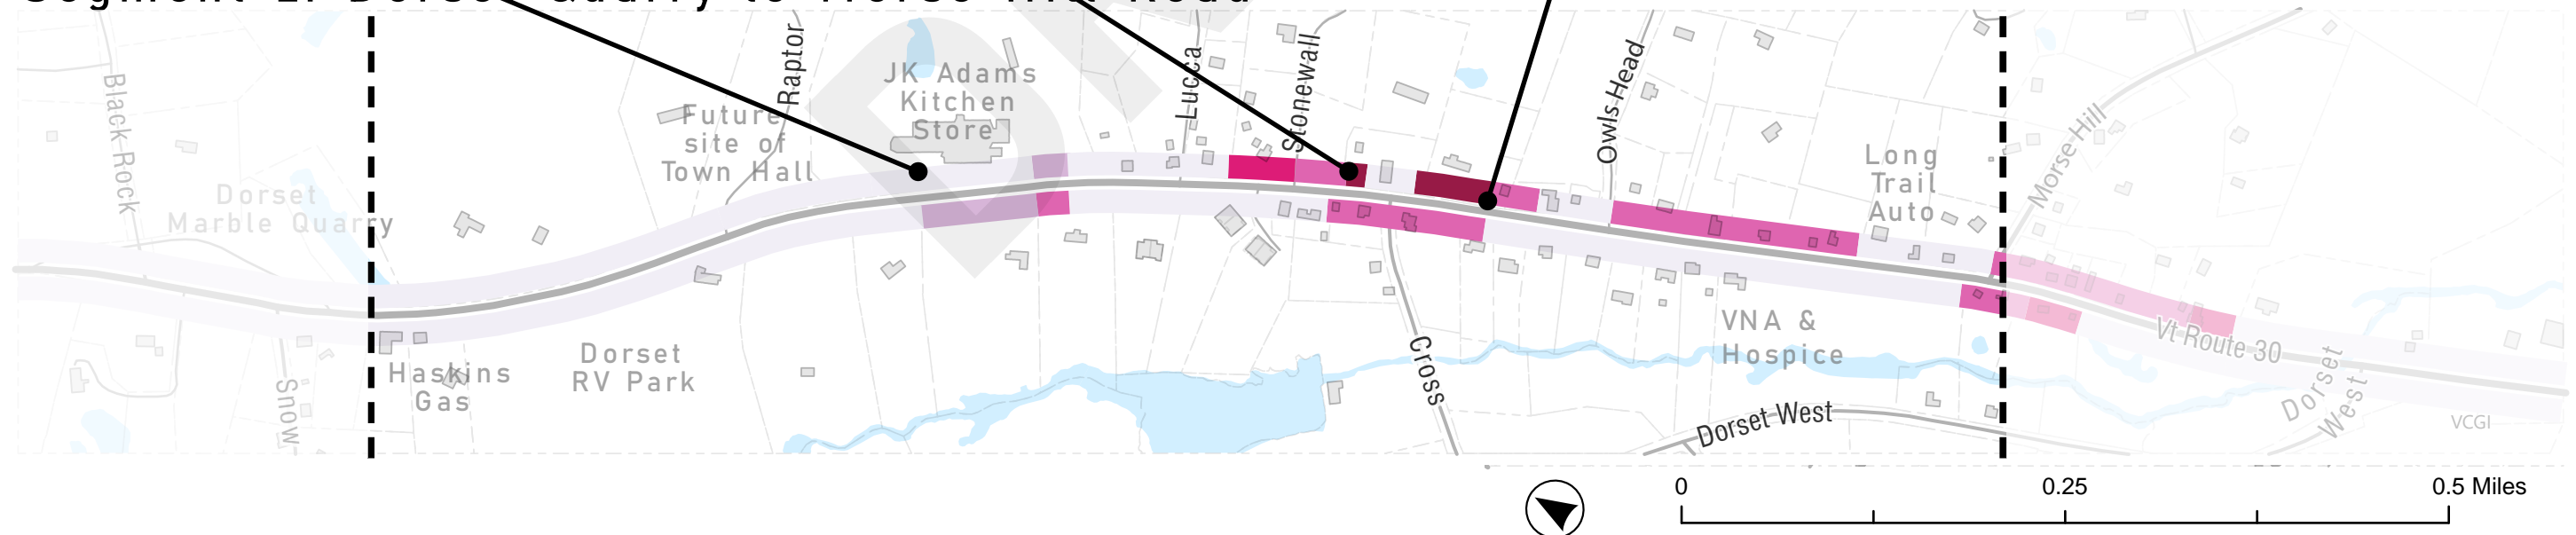 Raptor
Lucca
Stonewall
Owls Head
Black Rock
JK Adams
Kitchen
Store
Future
site of
Town Hall
Morse Hill
Long
Trail
Auto
Dorset
Marble Quarry
VNA &
Hospice
Vt Route 30
Haskins
Gas
Dorset
RV Park
Snow
Cross
Dorset West
Dorset
West
VCGI
0
0.25
0.5 Miles